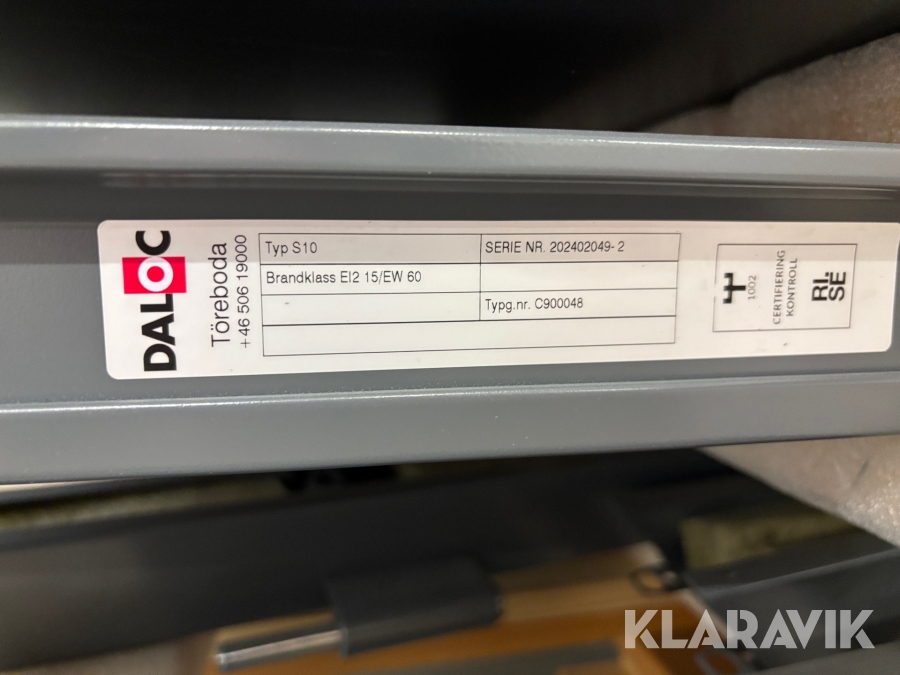 DALOC
Töreboda
+46 506 19000
Typ S10
SERIE NR. 202402049- 2
Brandklass EI2 15/EW 60
Typg.nr. C900048
1002
CERTIFIERING
KONTROLL
RI.
SE
KLARAVIK